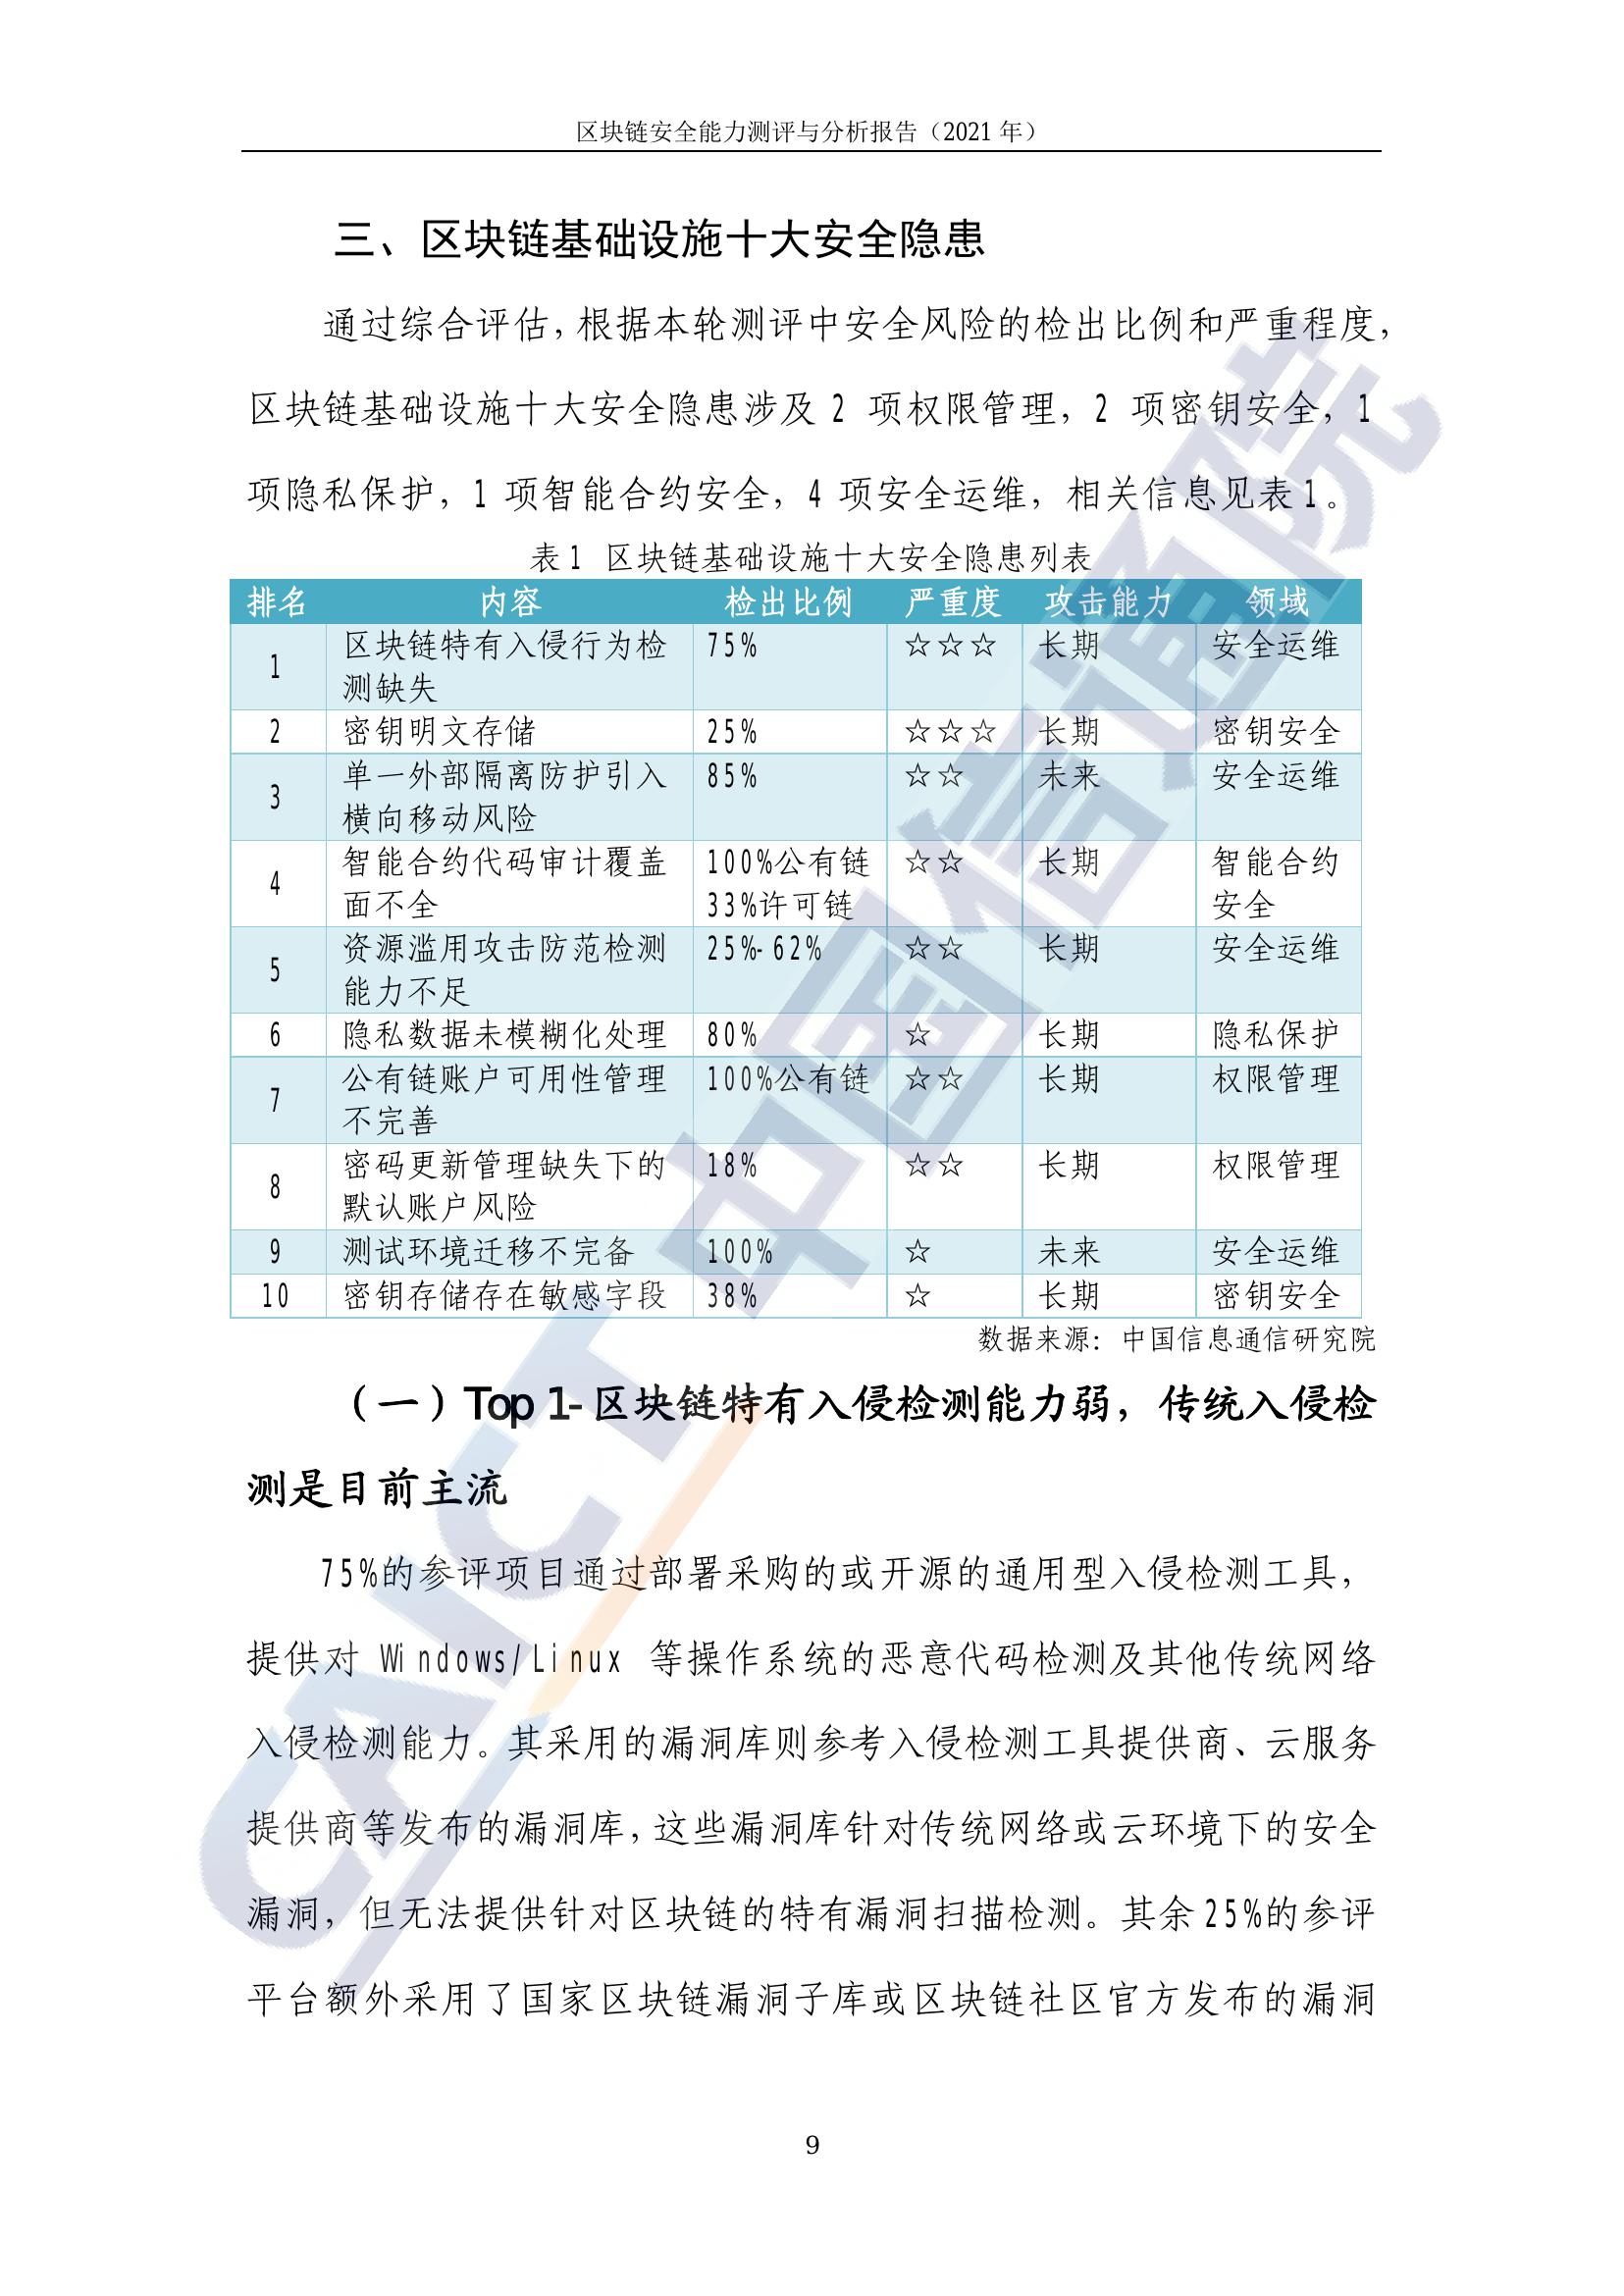 区块链安全能力测评与分析报告（2021 年）
三、区块链基础设施十大安全隐患
通过综合评估，根据本轮测评中安全风险的检出比例和严重程度，
区块链基础设施十大安全隐患涉及 2 项权限管理，2 项密钥安全，1
项隐私保护，1 项智能合约安全，4 项安全运维，相关信息见表 1。
表 1 区块链基础设施十大安全隐患列表
排名 内容 检出比例 严重度 攻击能力 领域
1 区块链特有入侵行为检 75% ☆☆☆ 长期 安全运维
测缺失
2 密钥明文存储 25% ☆☆☆ 长期 密钥安全
3 单一外部隔离防护引入 85% ☆☆ 未来 安全运维
横向移动风险
4 智能合约代码审计覆盖 100%公有链 ☆☆ 长期 智能合约
面不全 33%许可链 安全
5 资源滥用攻击防范检测 25%-62% ☆☆ 长期 安全运维
能力不足
6 隐私数据未模糊化处理 80% ☆ 长期 隐私保护
7 公有链账户可用性管理 100%公有链 ☆☆ 长期 权限管理
不完善
8 密码更新管理缺失下的 18% ☆☆ 长期 权限管理
默认账户风险
9 测试环境迁移不完备 100% ☆ 未来 安全运维
10 密钥存储存在敏感字段 38% ☆ 长期 密钥安全
数据来源：中国信息通信研究院
（一）Top 1-区块链特有入侵检测能力弱，传统入侵检
测是目前主流
75%的参评项目通过部署采购的或开源的通用型入侵检测工具，
提供对 Windows/Linux 等操作系统的恶意代码检测及其他传统网络
入侵检测能力。其采用的漏洞库则参考入侵检测工具提供商、云服务
提供商等发布的漏洞库，这些漏洞库针对传统网络或云环境下的安全
漏洞，但无法提供针对区块链的特有漏洞扫描检测。其余 25%的参评
平台额外采用了国家区块链漏洞子库或区块链社区官方发布的漏洞
9
CAICT 中国信通院